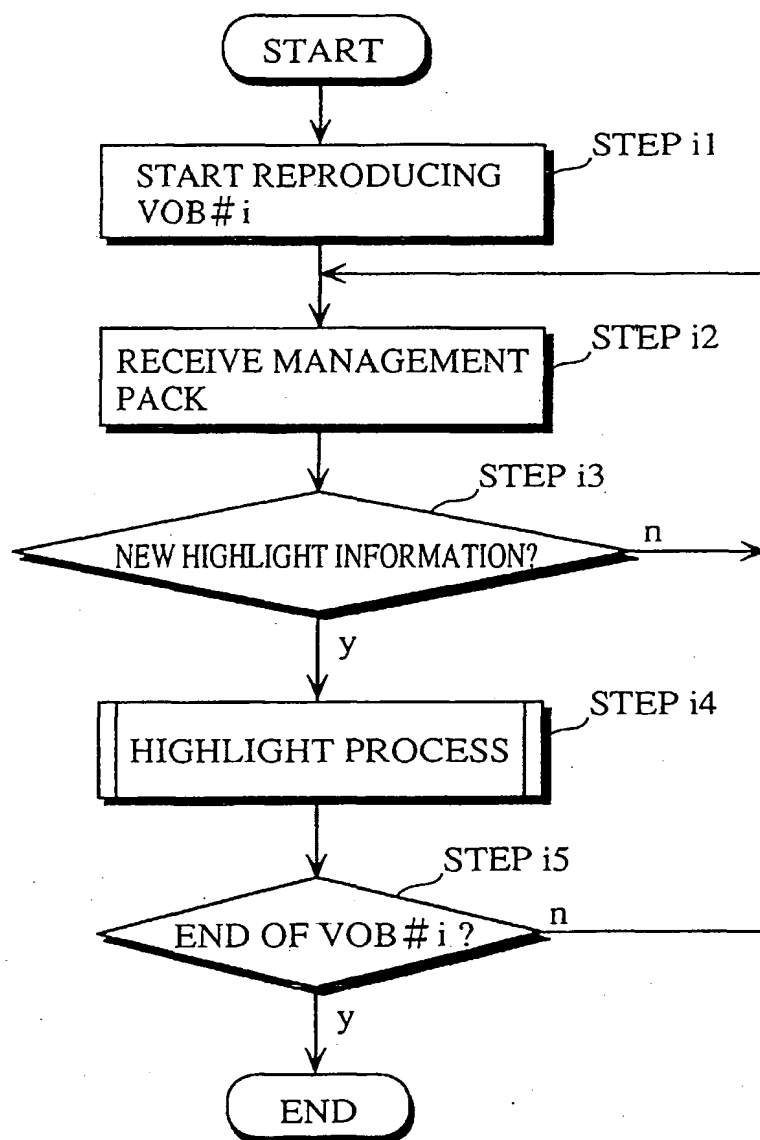 START
STEP i1
START REPRODUCING
VOB# i
STEP i2
RECEIVE MANAGEMENT
PACK
STEP i3
NEW HIGHLIGHT INFORMATION?
n
y
STEP i4
HIGHLIGHT PROCESS
STEP i5
END OF VOB# i ?
n
y
END